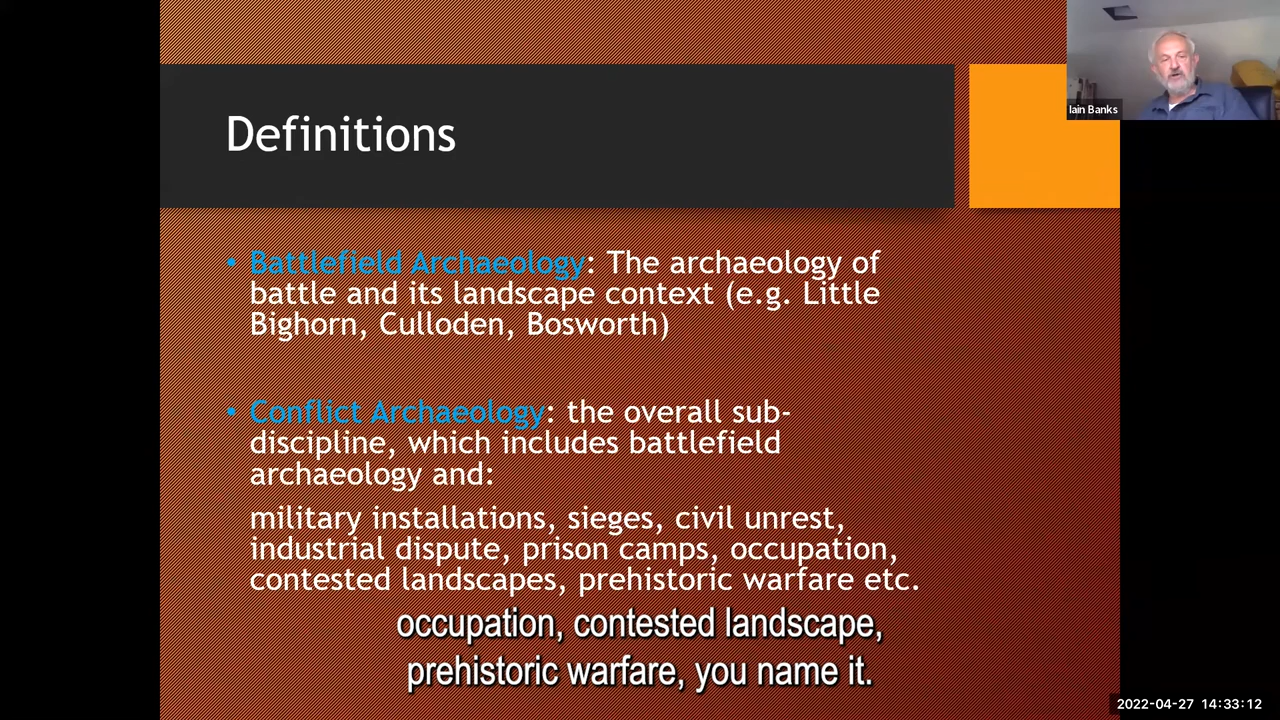 Iain Banks
Definitions
• Battlefield Archaeology: The archaeology of
battle and its landscape context (e.g. Little
Bighorn, Culloden, Bosworth)
• Conflict Archaeology: the overall sub-
discipline, which includes battlefield
archaeology and:
military installations, sieges, civil unrest,
industrial dispute, prison camps, occupation,
contested landscapes, prehistoric warfare etc.
occupation, contested landscape,
prehistoric warfare, you name it.
2022-04-27 14:33:12